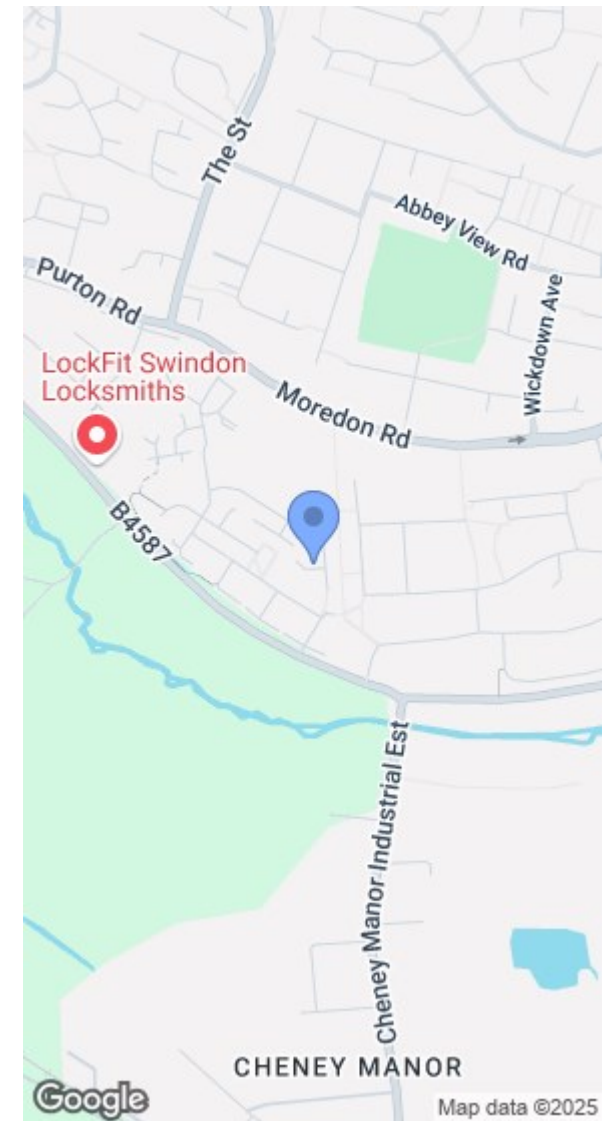 The St
Abbey View Rd
Purton Rd
Wickdown Ave
LockFit Swindon
Locksmiths
Moredon Rd
B4587
Cheney Manor Industrial Est
CHENEY MANOR
Google
Map data ©2025